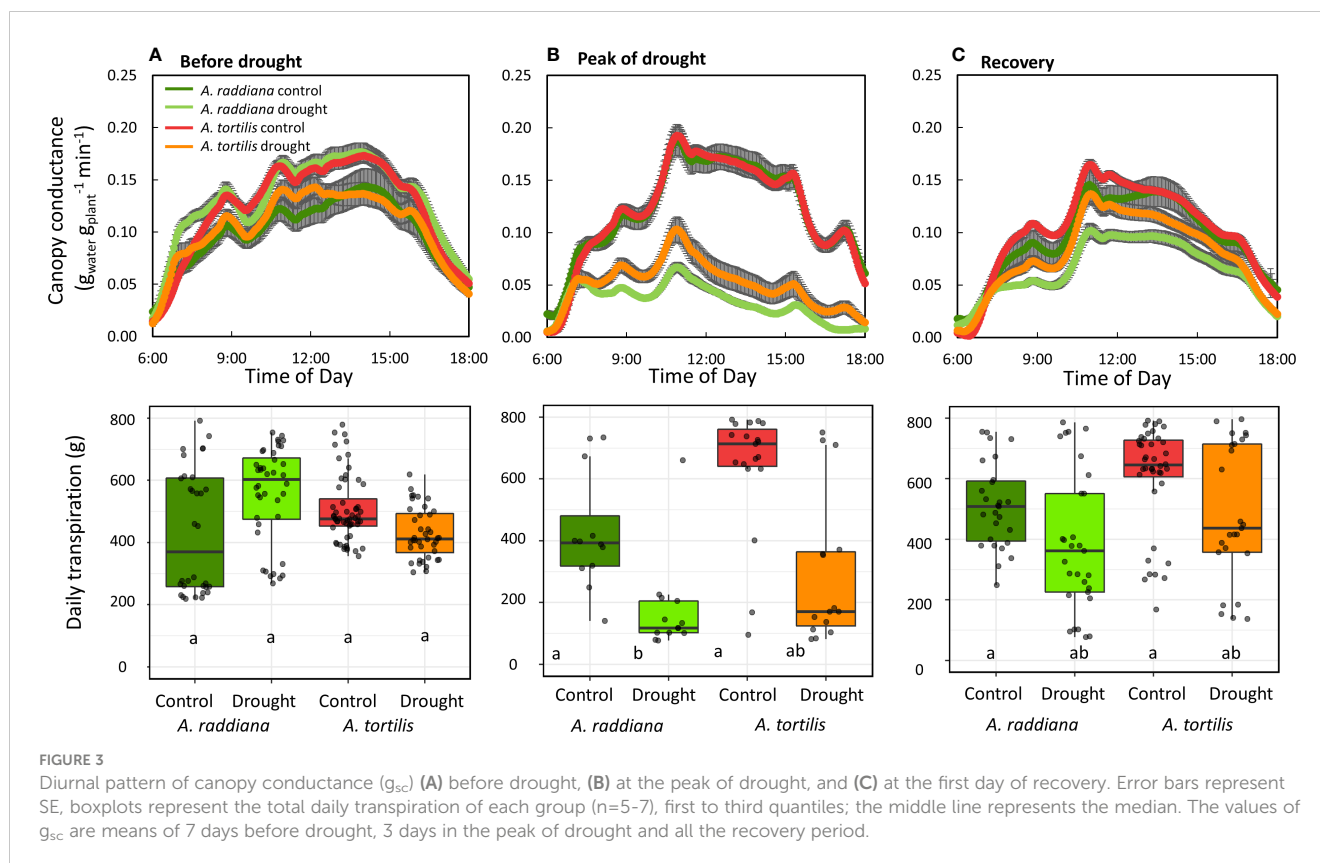 A Before drought
B Peak of drought
C Recovery
Canopy conductance
(g_water g_plant^-1 min^-1)
0.25
0.20
0.15
0.10
0.05
0.00
A. raddiana control
A. raddiana drought
A. tortilis control
A. tortilis drought
6:00 9:00 12:00 15:00 18:00
Time of Day
0.25
0.20
0.15
0.10
0.05
0.00
6:00 9:00 12:00 15:00 18:00
Time of Day
0.25
0.20
0.15
0.10
0.05
0.00
6:00 9:00 12:00 15:00 18:00
Time of Day
Daily transpiration (g)
800
600
400
200
0
a a a a
Control Drought Control Drought
A. raddiana A. tortilis
800
600
400
200
0
a b a ab
Control Drought Control Drought
A. raddiana A. tortilis
800
600
400
200
0
a ab a ab
Control Drought Control Drought
A. raddiana A. tortilis
FIGURE 3
Diurnal pattern of canopy conductance (gsc) (A) before drought, (B) at the peak of drought, and (C) at the first day of recovery. Error bars represent
SE, boxplots represent the total daily transpiration of each group (n=5-7), first to third quantiles; the middle line represents the median. The values of
gsc are means of 7 days before drought, 3 days in the peak of drought and all the recovery period.